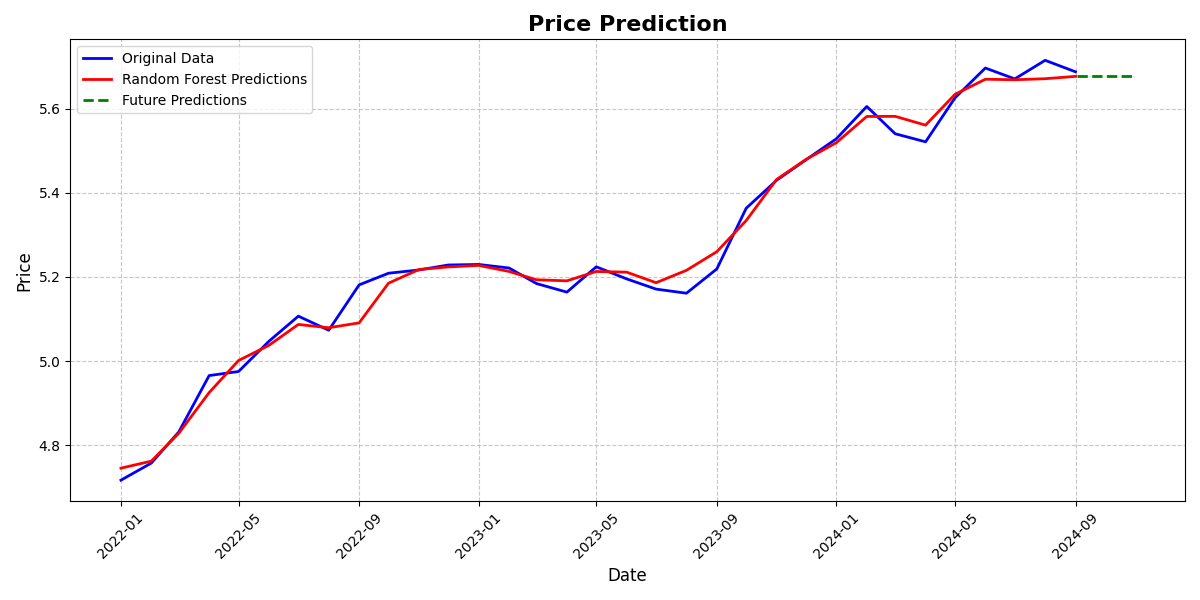 Price Prediction
Original Data
Random Forest Predictions
Future Predictions
Price
5.6
5.4
5.2
5.0
4.8
2022-01
2022-05
2022-09
2023-01
2023-05
2023-09
2024-01
2024-05
2024-09
Date